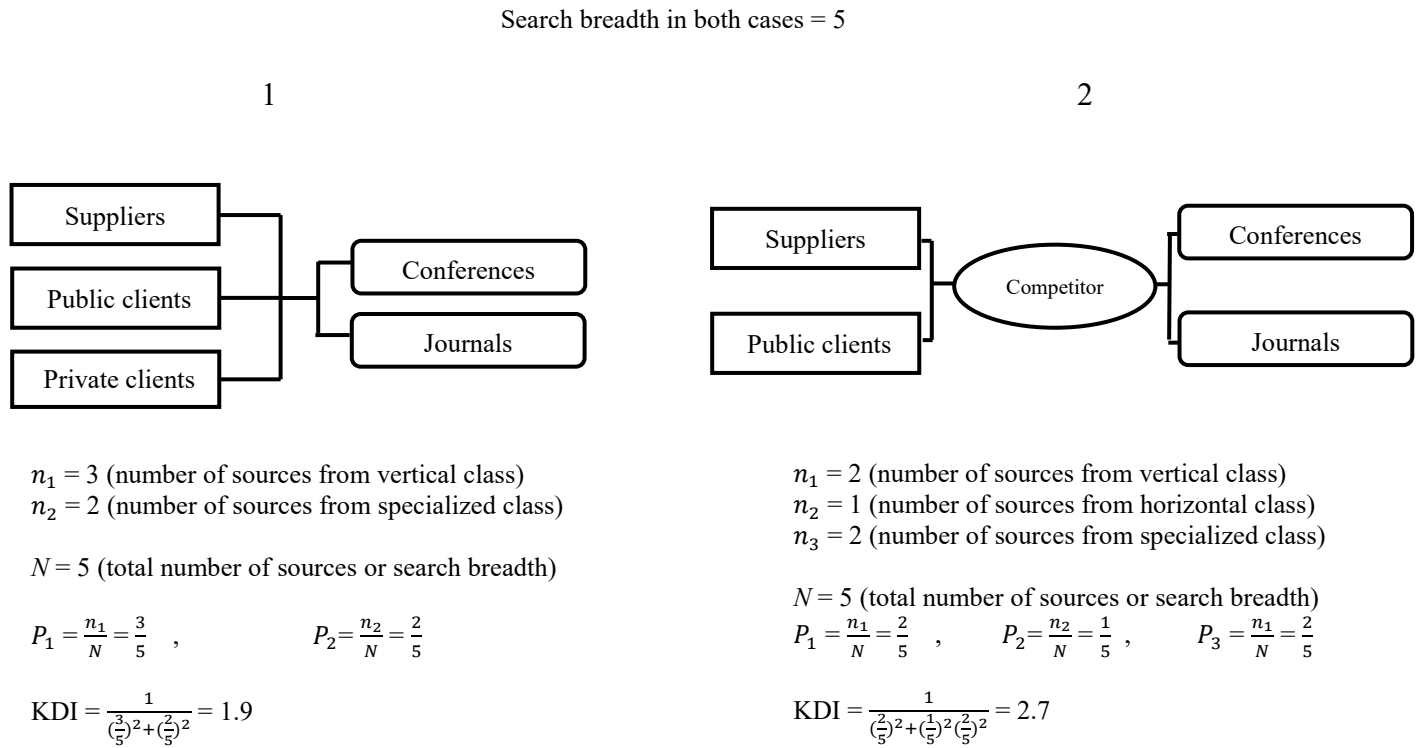 Search breadth in both cases = 5
1
Suppliers
Public clients
Private clients
Conferences
Journals
n₁ = 3 (number of sources from vertical class)
n₂ = 2 (number of sources from specialized class)
N = 5 (total number of sources or search breadth)
P₁ = n₁/N = 3/5 , P₂= n₂/N = 2/5
KDI = 1/((3/5)²+(2/5)²) = 1.9
2
Suppliers
Public clients
Competitor
Conferences
Journals
n₁ = 2 (number of sources from vertical class)
n₂ = 1 (number of sources from horizontal class)
n₃ = 2 (number of sources from specialized class)
N = 5 (total number of sources or search breadth)
P₁ = n₁/N = 2/5 , P₂= n₂/N = 1/5 , P₃ = n₁/N = 2/5
KDI = 1/((2/5)²+(1/5)²(2/5)²) = 2.7